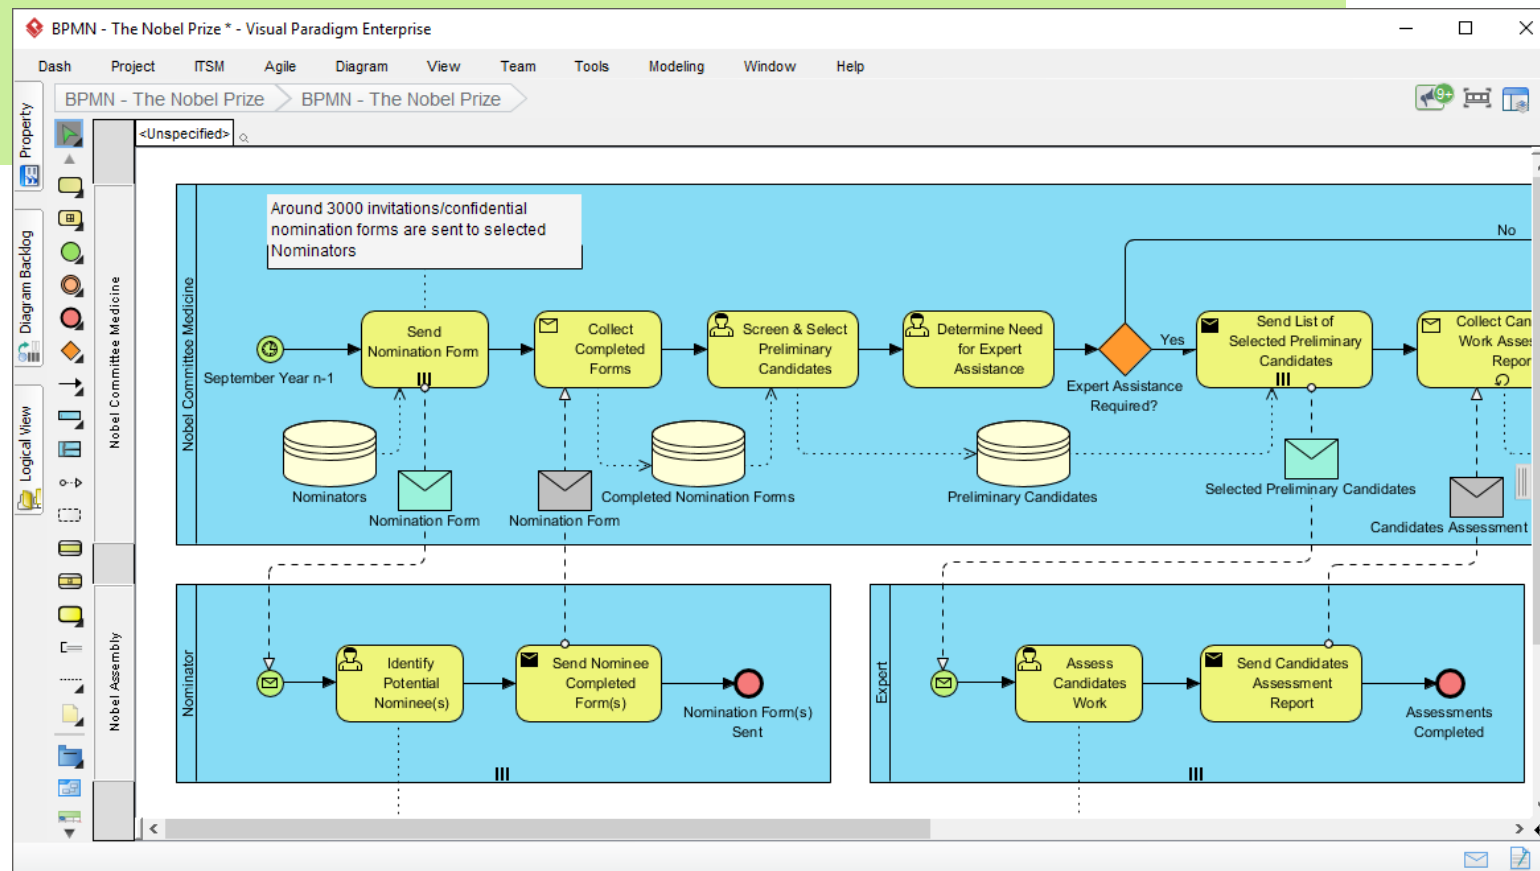 BPMN - The Nobel Prize * - Visual Paradigm Enterprise
Dash Project ITSM Agile Diagram View Team Tools Modeling Window Help
BPMN - The Nobel Prize BPMN - The Nobel Prize
9+
Property
Diagram Backlog
Logical View
<Unspecified>
Nobel Committee Medicine
Nobel Assembly
Nobel Committee Medicine
Around 3000 invitations/confidential
nomination forms are sent to selected
Nominators
September Year n-1
Send
Nomination Form
Collect
Completed
Forms
Screen & Select
Preliminary
Candidates
Determine Need
for Expert
Assistance
Expert Assistance
Required?
No
Yes
Send List of
Selected Preliminary
Candidates
Collect Can
Work Asses
Repor
Nominators
Nomination Form
Nomination Form
Completed Nomination Forms
Preliminary Candidates
Selected Preliminary Candidates
Candidates Assessment
Nominator
Identify
Potential
Nominee(s)
Send Nominee
Completed
Form(s)
Nomination Form(s)
Sent
Expert
Assess
Candidates
Work
Send Candidates
Assessment
Report
Assessments
Completed